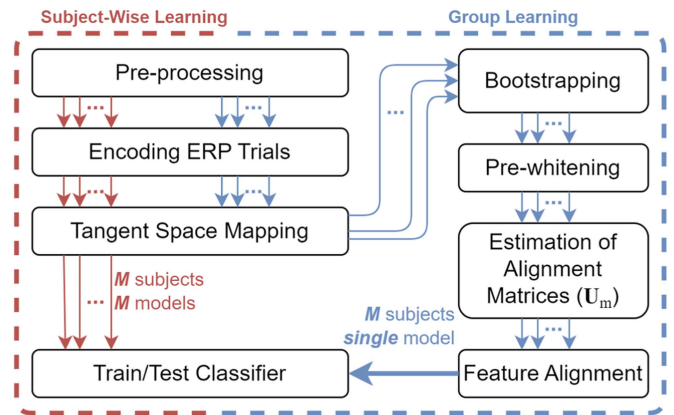 Subject-Wise Learning
Group Learning
Pre-processing
...
...
Encoding ERP Trials
...
...
Tangent Space Mapping
M subjects
... M models
Train/Test Classifier
...
Bootstrapping
...
Pre-whitening
...
Estimation of
Alignment
Matrices (Um)
...
M subjects
single model
Feature Alignment